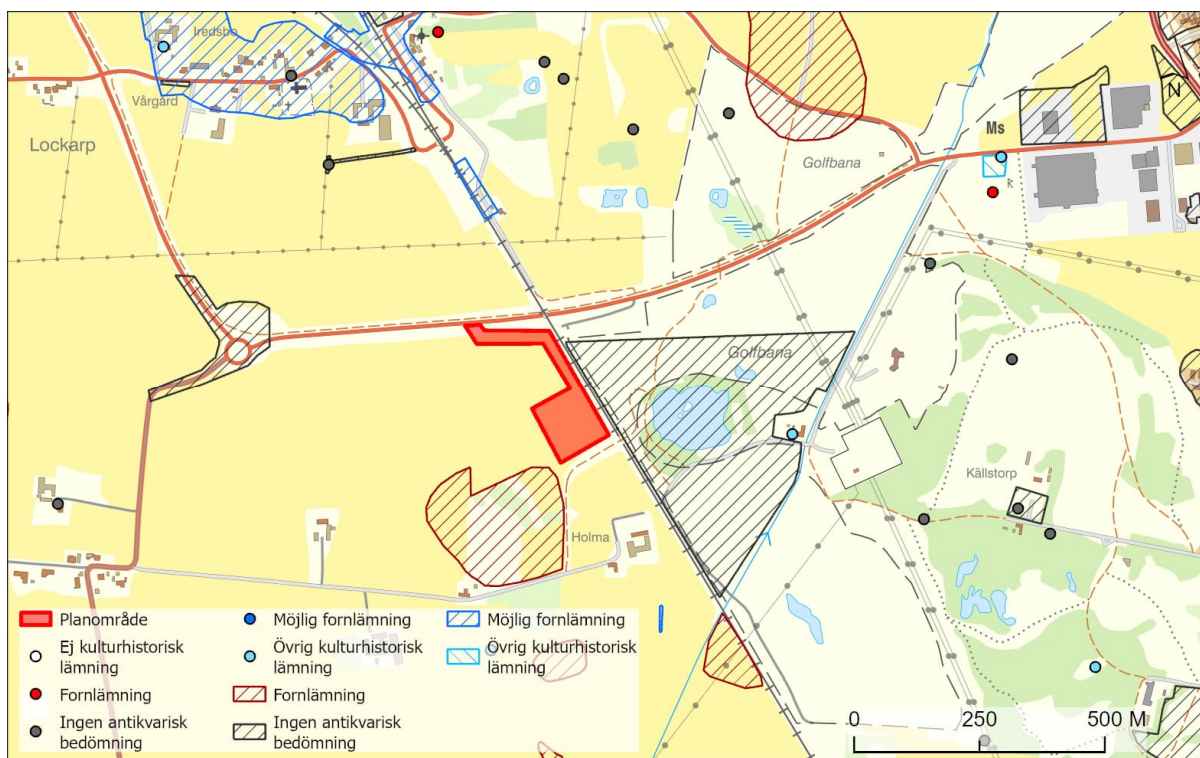 Iredsbo
R
Vårgård
Lockarp
Golfbana
Ms
N
R
Golfbana
Källstorp
Holma
Planområde
Ej kulturhistorisk
lämning
Fornlämning
Ingen antikvarisk
bedömning
Möjlig fornlämning
Övrig kulturhistorisk
lämning
Möjlig fornlämning
Övrig kulturhistorisk
lämning
Fornlämning
Ingen antikvarisk
bedömning
0 250 500 M